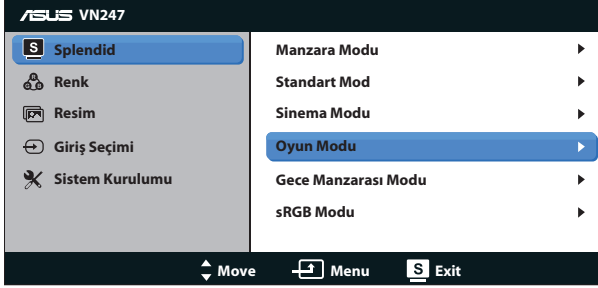 ASUS VN247
S Splendid
Renk
Resim
Giriş Seçimi
Sistem Kurulumu
Manzara Modu
Standart Mod
Sinema Modu
Oyun Modu
Gece Manzarası Modu
sRGB Modu
Move Menu S Exit